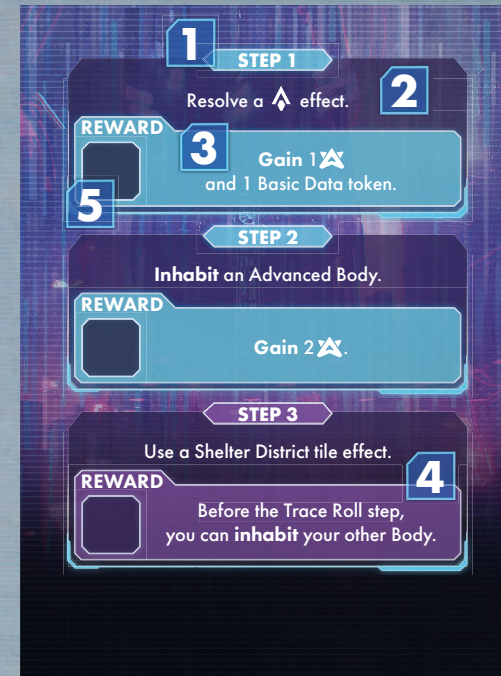 1
STEP 1
Resolve a effect.
2
REWARD
3
Gain 1
and 1 Basic Data token.
5
STEP 2
Inhabit an Advanced Body.
REWARD
Gain 2 .
STEP 3
Use a Shelter District tile effect.
4
REWARD
Before the Trace Roll step,
you can inhabit your other Body.